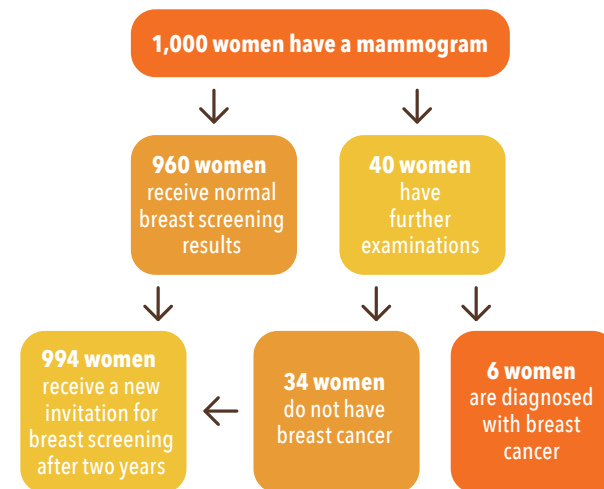 1,000 women have a mammogram
960 women
receive normal
breast screening
results
40 women
have
further
examinations
994 women
receive a new
invitation for
breast screening
after two years
34 women
do not have
breast cancer
6 women
are diagnosed
with breast
cancer